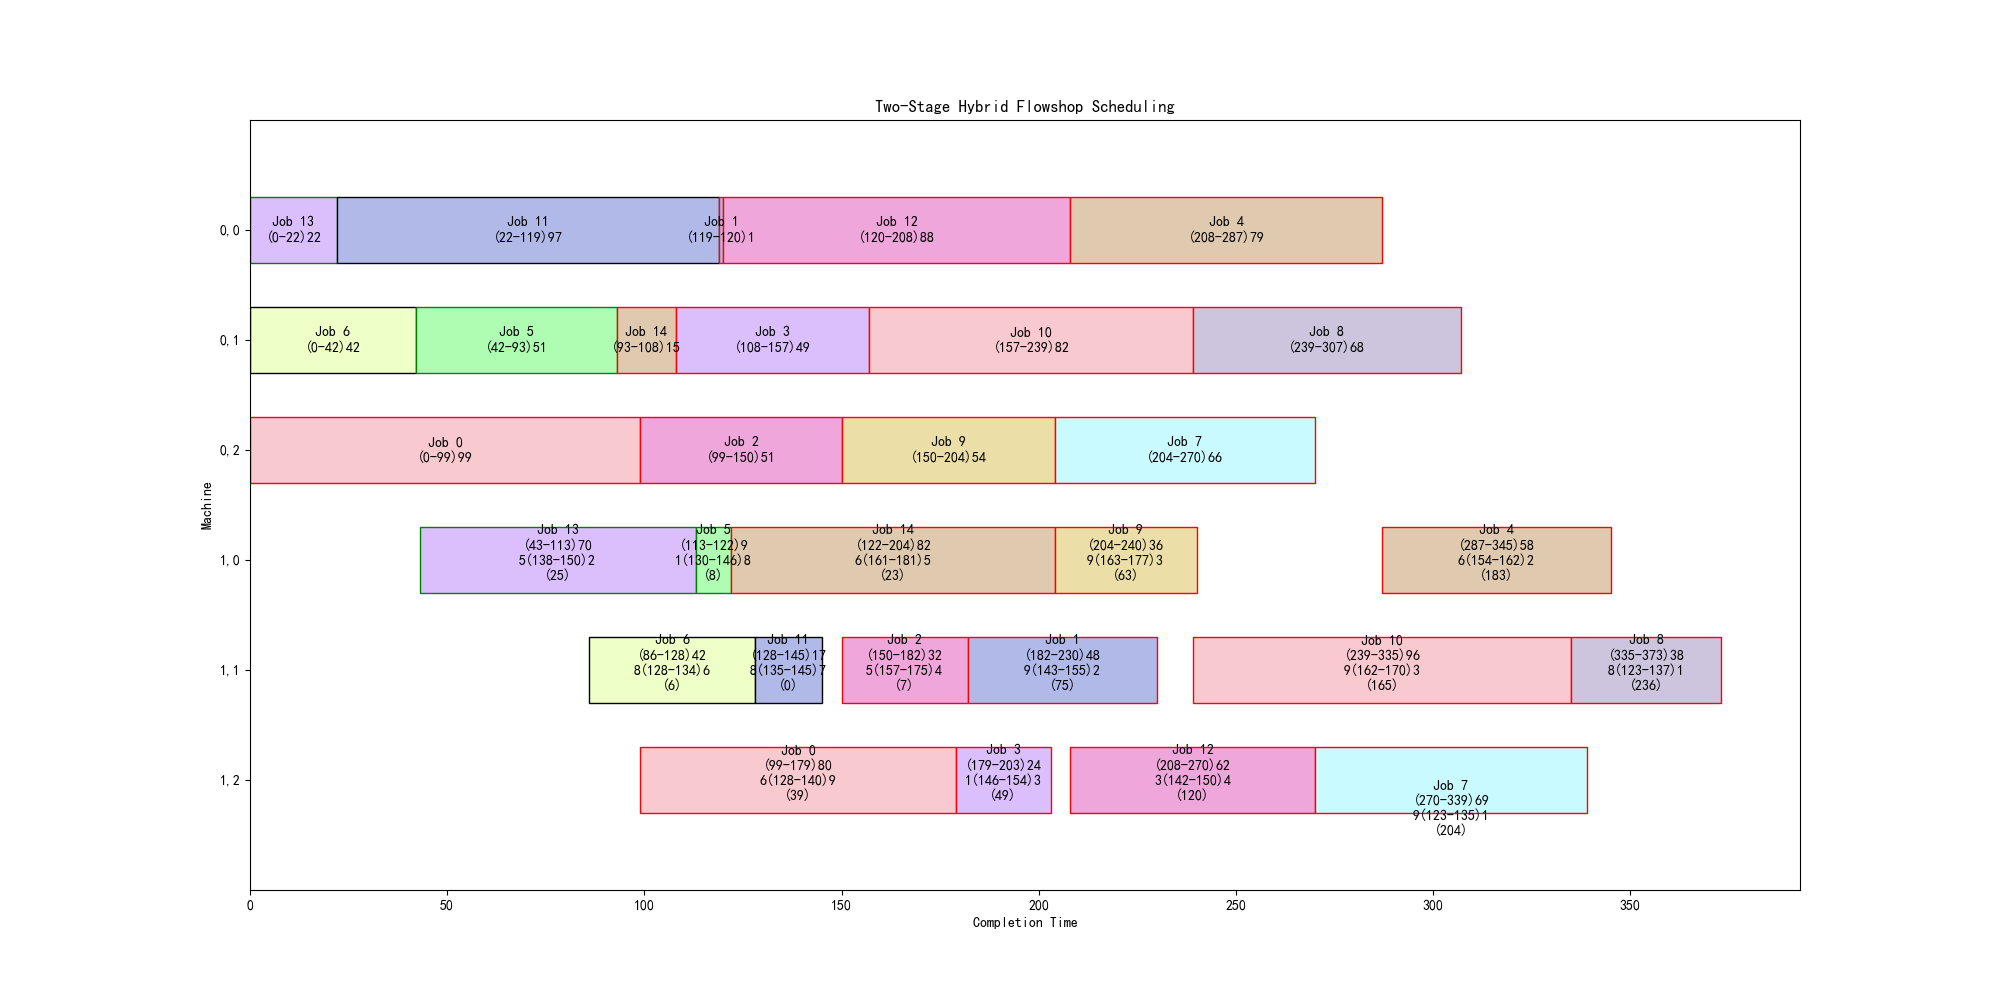 Two-Stage Hybrid Flowshop Scheduling
Machine
0,0
Job 13
(0-22)22
Job 11
(22-119)97
Job 1
(119-120)1
Job 12
(120-208)88
Job 4
(208-287)79
0,1
Job 6
(0-42)42
Job 5
(42-93)51
Job 14
(93-108)15
Job 3
(108-157)49
Job 10
(157-239)82
Job 8
(239-307)68
0,2
Job 0
(0-99)99
Job 2
(99-150)51
Job 9
(150-204)54
Job 7
(204-270)66
1,0
Job 13
(43-113)70
5(138-150)2
(25)
Job 5
(113-122)9
1(130-146)8
(8)
Job 14
(122-204)82
6(161-181)5
(23)
Job 9
(204-240)36
9(163-177)3
(63)
Job 4
(287-345)58
6(154-162)2
(183)
1,1
Job 6
(86-128)42
8(128-134)6
(6)
Job 11
(128-145)17
8(135-145)7
(0)
Job 2
(150-182)32
5(157-175)4
(7)
Job 1
(182-230)48
9(143-155)2
(75)
Job 10
(239-335)96
9(162-170)3
(165)
Job 8
(335-373)38
8(123-137)1
(236)
1,2
Job 0
(99-179)80
6(128-140)9
(39)
Job 3
(179-203)24
1(146-154)3
(49)
Job 12
(208-270)62
3(142-150)4
(120)
Job 7
(270-339)69
9(123-135)1
(204)
0
50
100
150
200
250
300
350
Completion Time